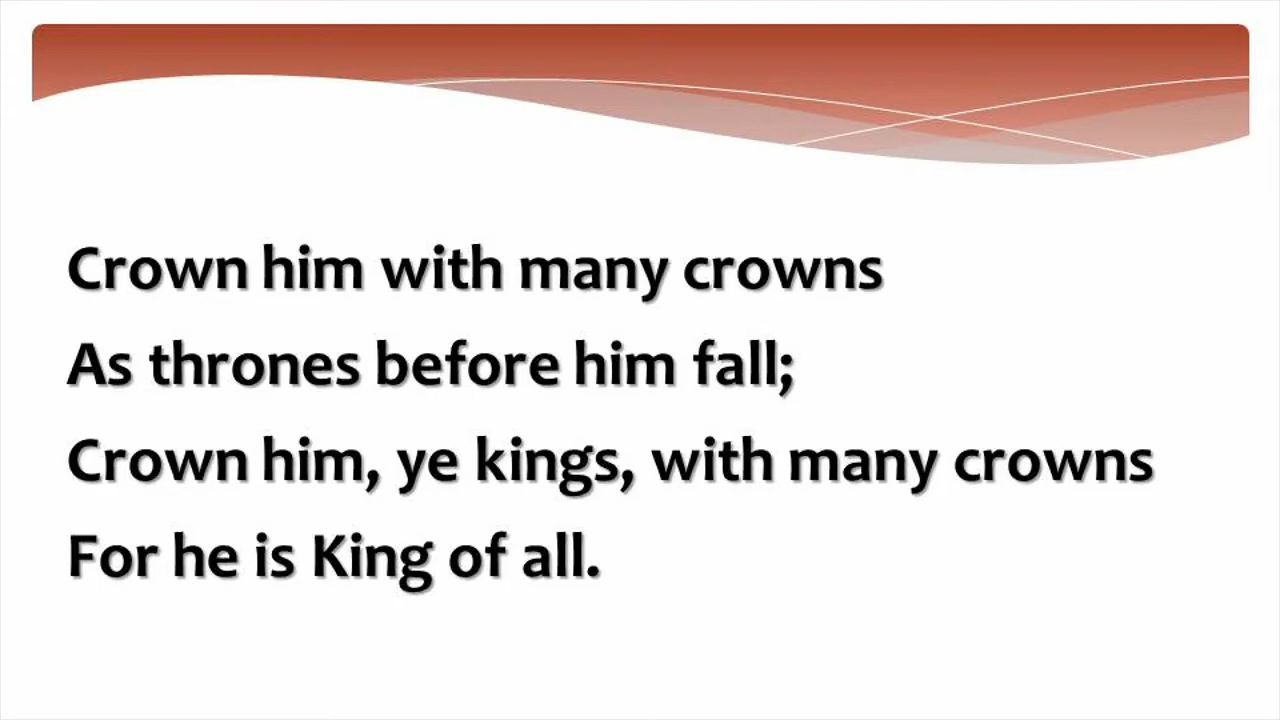 Crown him with many crowns
As thrones before him fall;
Crown him, ye kings, with many crowns
For he is King of all.